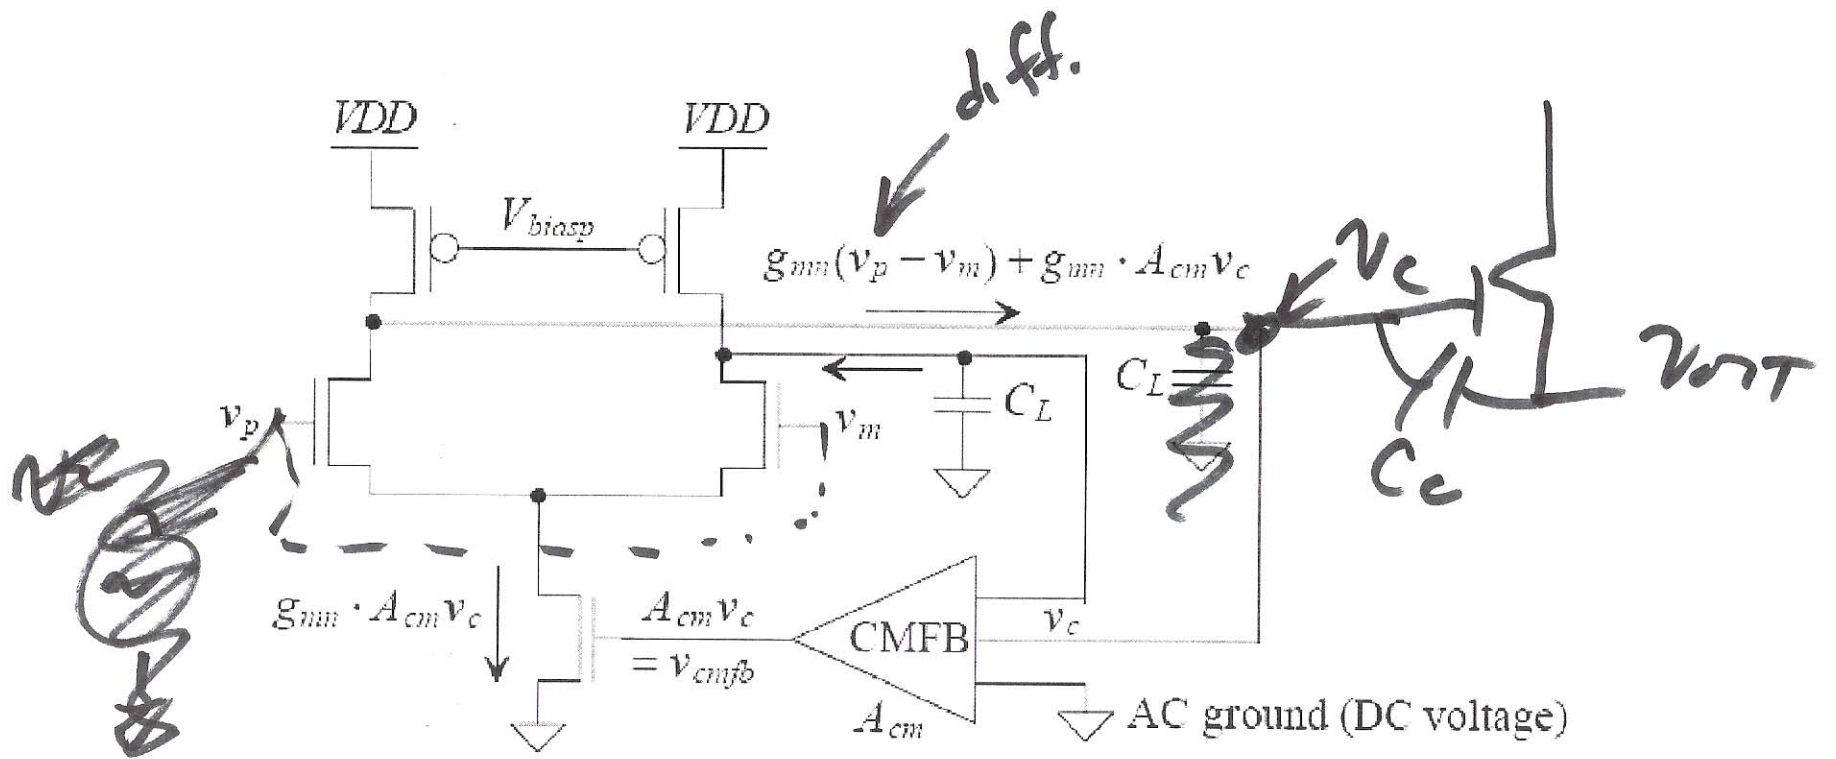 diff.
VDD VDD
V_biasp
g_mn(v_p − v_m) + g_mn · A_cm v_c
v_c
C_L
v_out
v_p
v_m
C_L
C_c
g_mn · A_cm v_c
A_cm v_c
= v_cmfb
CMFB
v_c
A_cm
AC ground (DC voltage)